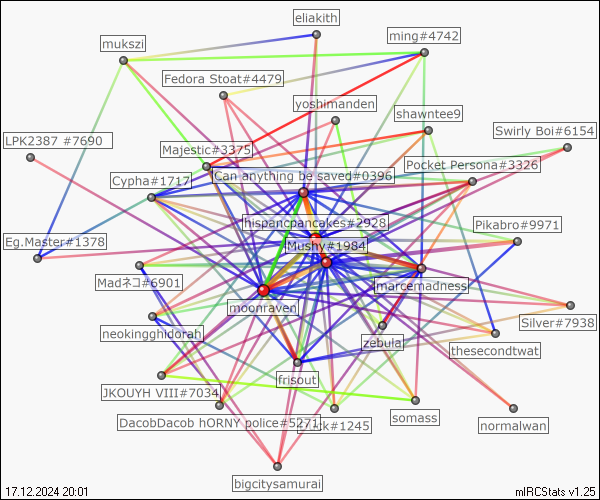 eliakith
ming#4742
mukszi
Fedora Stoat#4479
yoshimanden
shawntee9
Swirly Boi#6154
LPK2387 #7690
Majestic#3375
Pocket Persona#3326
Can anything be saved#0396
Cypha#1717
hispancpancakes#2928
Pikabro#9971
Eg.Master#1378
Mushy#1984
Madネコ#6901
marcemadness
moonraven
Silver#7938
neokingghidorah
zebula
thesecondtwat
frisout
JKOUYH VIII#7034
somass
normalwan
DacobDacob hORNY police#5271
#1245
bigcitysamurai
17.12.2024 20:01
mIRCStats v1.25